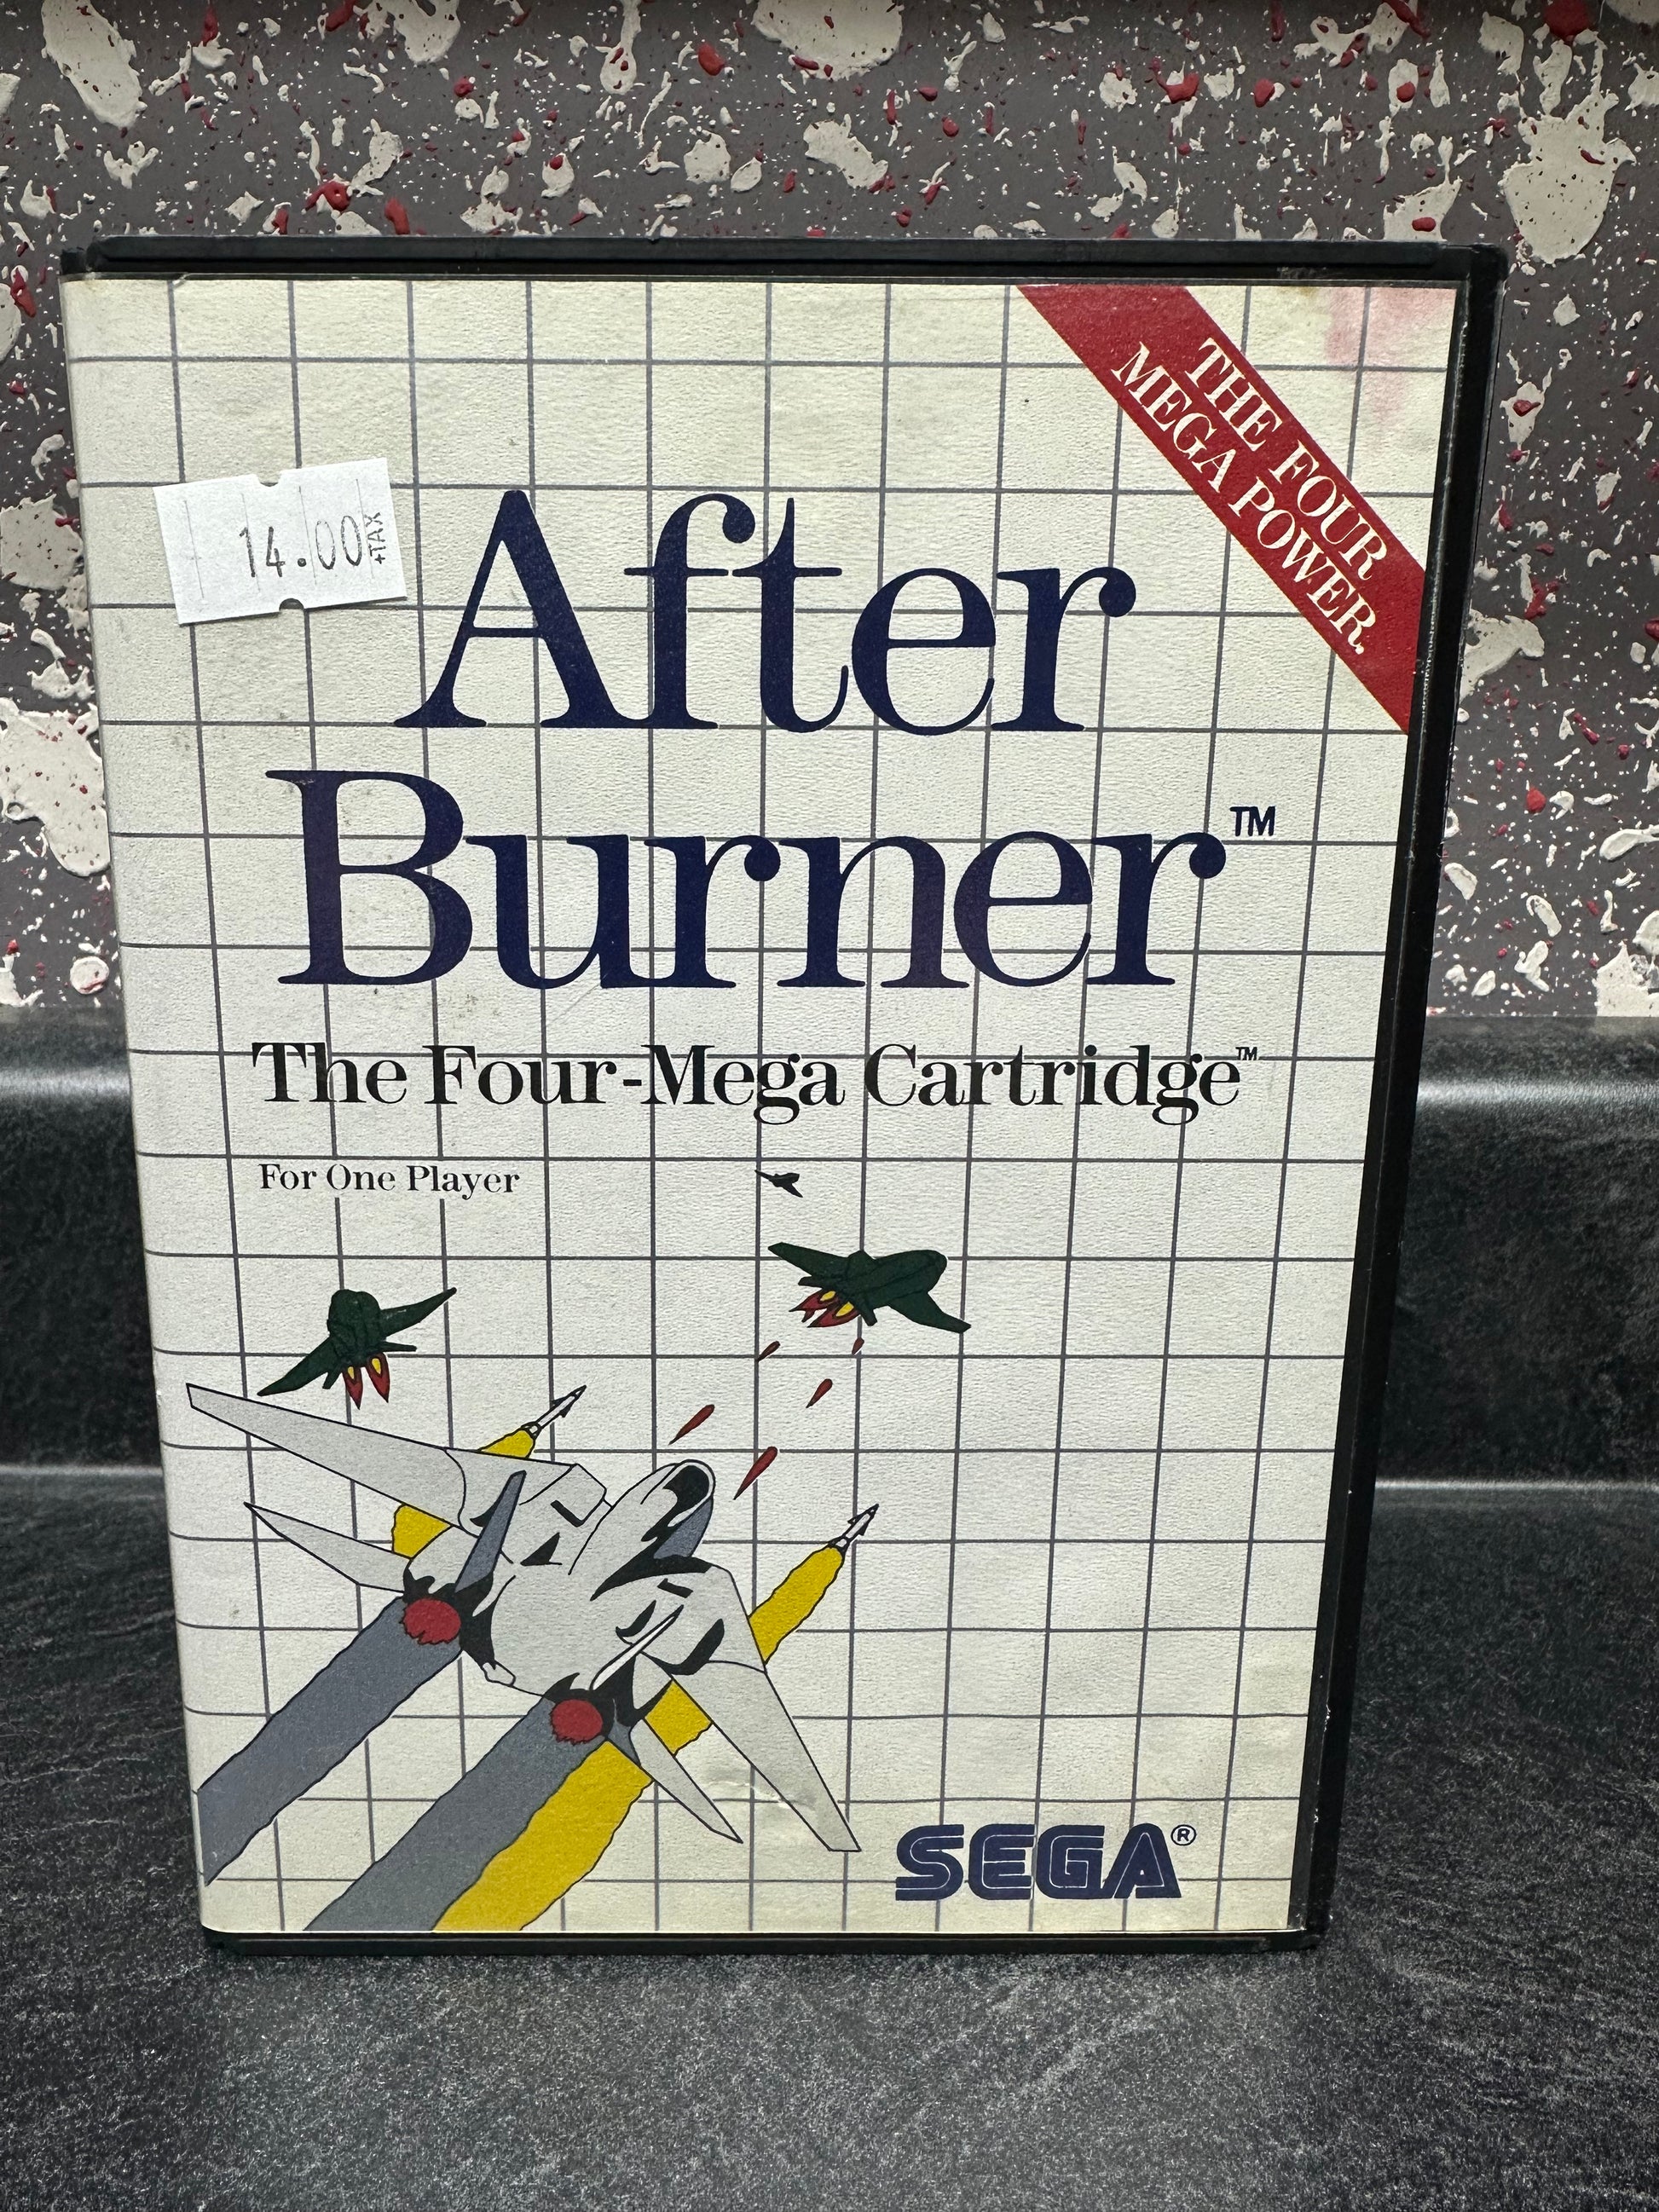 THE FOUR
MEGA POWER.
14.00 +TAX
After
Burner™
The Four-Mega Cartridge™
For One Player
SEGA®